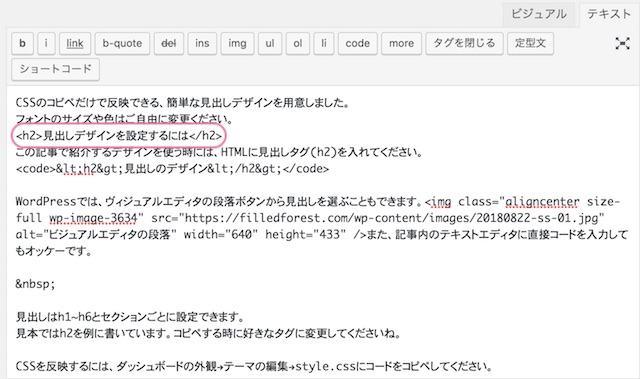 ビジュアル テキスト
b i link b-quote del ins img ul ol li code more タグを閉じる 定型文
ショートコード
CSSのコピペだけで反映できる、簡単な見出しデザインを用意しました。
フォントのサイズや色はご自由に変更ください。
<h2>見出しデザインを設定するには</h2>
この記事で紹介するデザインを使う時には、HTMLに見出しタグ(h2)を入れてください。
<code>&lt;h2&gt;見出しのデザイン&lt;/h2&gt;</code>
WordPressでは、ヴィジュアルエディタの段落ボタンから見出しを選ぶこともできます。<img class="aligncenter size-
full wp-image-3634" src="https://filledforest.com/wp-content/images/20180822-ss-01.jpg"
alt="ビジュアルエディタの段落" width="640" height="433" />また、記事内のテキストエディタに直接コードを入力して
もオッケーです。
&nbsp;
見出しはh1~h6とセクションごとに設定できます。
見本ではh2を例に書いています。コピペする時に好きなタグに変更してくださいね。
CSSを反映するには、ダッシュボードの外観→テーマの編集→style.cssにコードをコピペしてください。